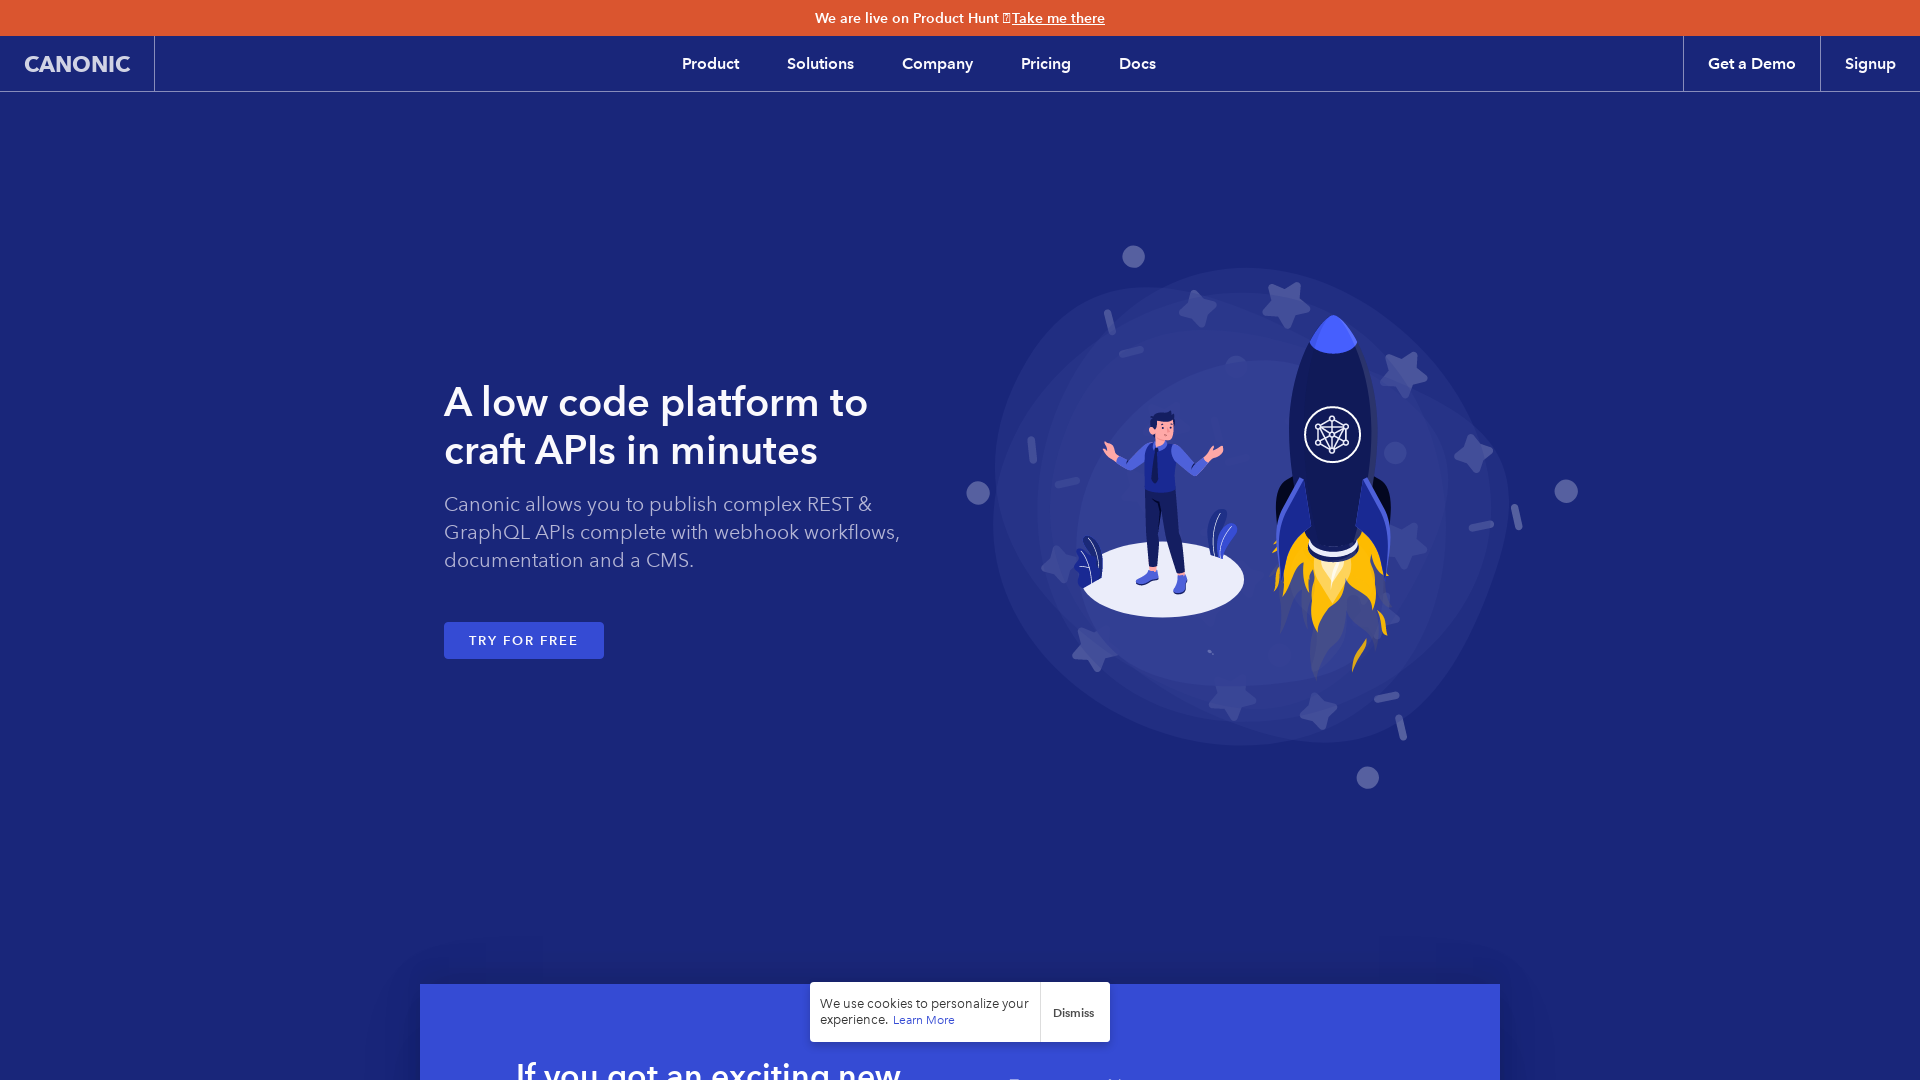 We are live on Product Hunt Take me there
CANONIC
Product
Solutions
Company
Pricing
Docs
Get a Demo
Signup
A low code platform to
craft APIs in minutes
Canonic allows you to publish complex REST &
GraphQL APIs complete with webhook workflows,
documentation and a CMS.
TRY FOR FREE
We use cookies to personalize your
experience. Learn More
Dismiss
If you got an exciting new